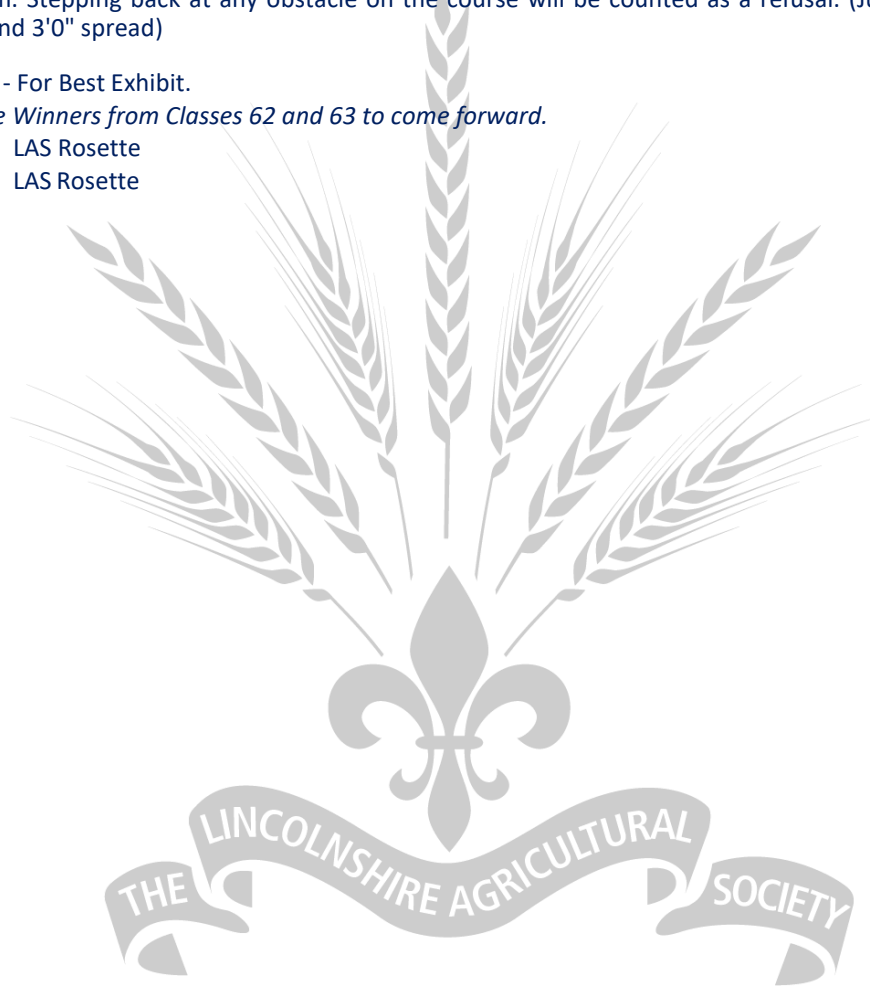 Stepping back at any obstacle on the course will be counted as a refusal.
nd 3'0" spread)
- For Best Exhibit.
e Winners from Classes 62 and 63 to come forward.
LAS Rosette
LAS Rosette
THE LINCOLNSHIRE AGRICULTURAL SOCIETY